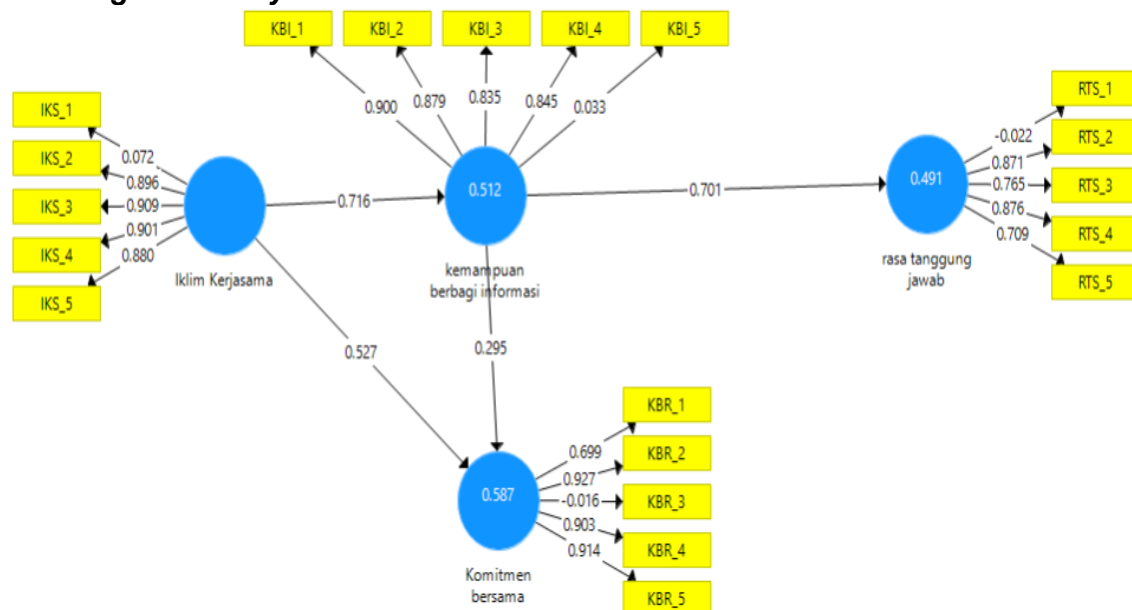 KBI_1
KBI_2
KBI_3
KBI_4
KBI_5
0.900
0.879
0.835
0.845
0.033
IKS_1
IKS_2
IKS_3
IKS_4
IKS_5
0.072
0.896
0.909
0.901
0.880
Iklim Kerjasama
0.716
0.512
kemampuan
berbagi informasi
0.701
0.491
rasa tanggung
jawab
-0.022
0.871
0.765
0.876
0.709
RTS_1
RTS_2
RTS_3
RTS_4
RTS_5
0.527
0.295
0.587
Komitmen
bersama
0.699
0.927
-0.016
0.903
0.914
KBR_1
KBR_2
KBR_3
KBR_4
KBR_5